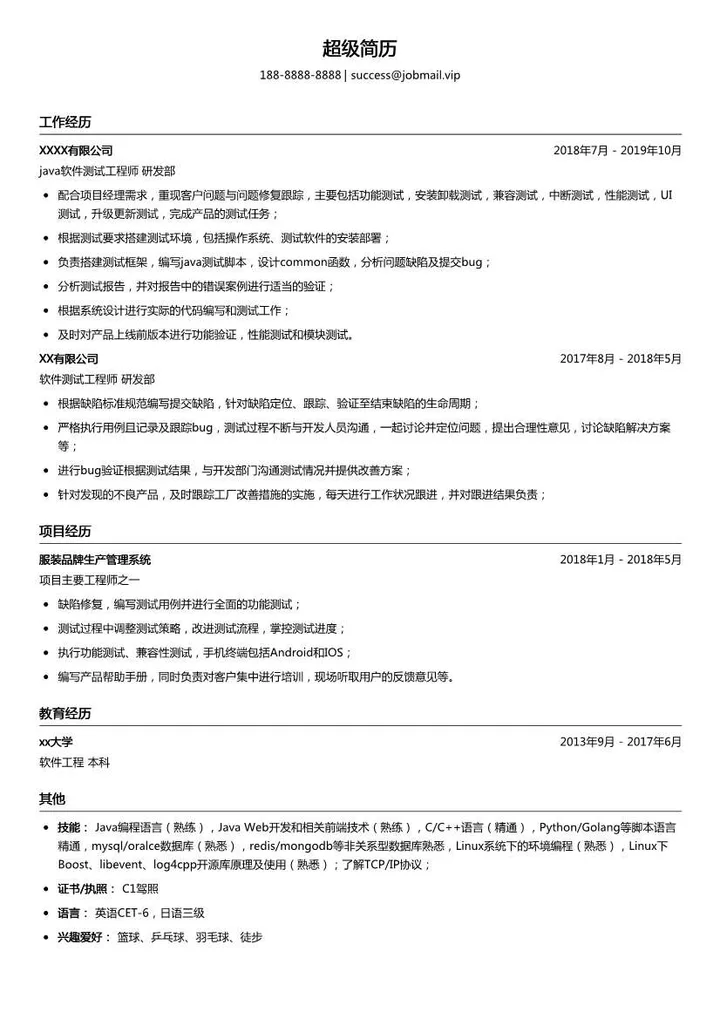 超级简历
188-8888-8888 | success@jobmail.vip
工作经历
XXXX有限公司 2018年7月 - 2019年10月
java软件测试工程师 研发部
• 配合项目经理需求，重现客户问题与问题修复跟踪，主要包括功能测试，安装卸载测试，兼容测试，中断测试，性能测试，UI
测试，升级更新测试，完成产品的测试任务；
• 根据测试要求搭建测试环境，包括操作系统、测试软件的安装部署；
• 负责搭建测试框架，编写java测试脚本，设计common函数，分析问题缺陷及提交bug；
• 分析测试报告，并对报告中的错误案例进行适当的验证；
• 根据系统设计进行实际的代码编写和测试工作；
• 及时对产品上线前版本进行功能验证，性能测试和模块测试。
XX有限公司 2017年8月 - 2018年5月
软件测试工程师 研发部
• 根据缺陷标准规范编写提交缺陷，针对缺陷定位、跟踪、验证至结束缺陷的生命周期；
• 严格执行用例且记录及跟踪bug，测试过程不断与开发人员沟通，一起讨论并定位问题，提出合理性意见，讨论缺陷解决方案
等；
• 进行bug验证根据测试结果，与开发部门沟通测试情况并提供改善方案；
• 针对发现的不良产品，及时跟踪工厂改善措施的实施，每天进行工作状况跟进，并对跟进结果负责；
项目经历
服装品牌生产管理系统 2018年1月 - 2018年5月
项目主要工程师之一
• 缺陷修复，编写测试用例并进行全面的功能测试；
• 测试过程中调整测试策略，改进测试流程，掌控测试进度；
• 执行功能测试、兼容性测试，手机终端包括Android和IOS；
• 编写产品帮助手册，同时负责对客户集中进行培训，现场听取用户的反馈意见等。
教育经历
xx大学 2013年9月 - 2017年6月
软件工程 本科
其他
• 技能： Java编程语言（熟练），Java Web开发和相关前端技术（熟练），C/C++语言（精通），Python/Golang等脚本语言
精通，mysql/oralce数据库（熟悉），redis/mongodb等非关系型数据库熟悉，Linux系统下的环境编程（熟悉），Linux下
Boost、libevent、log4cpp开源库原理及使用（熟悉）；了解TCP/IP协议；
• 证书/执照： C1驾照
• 语言： 英语CET-6，日语三级
• 兴趣爱好： 篮球、乒乓球、羽毛球、徒步